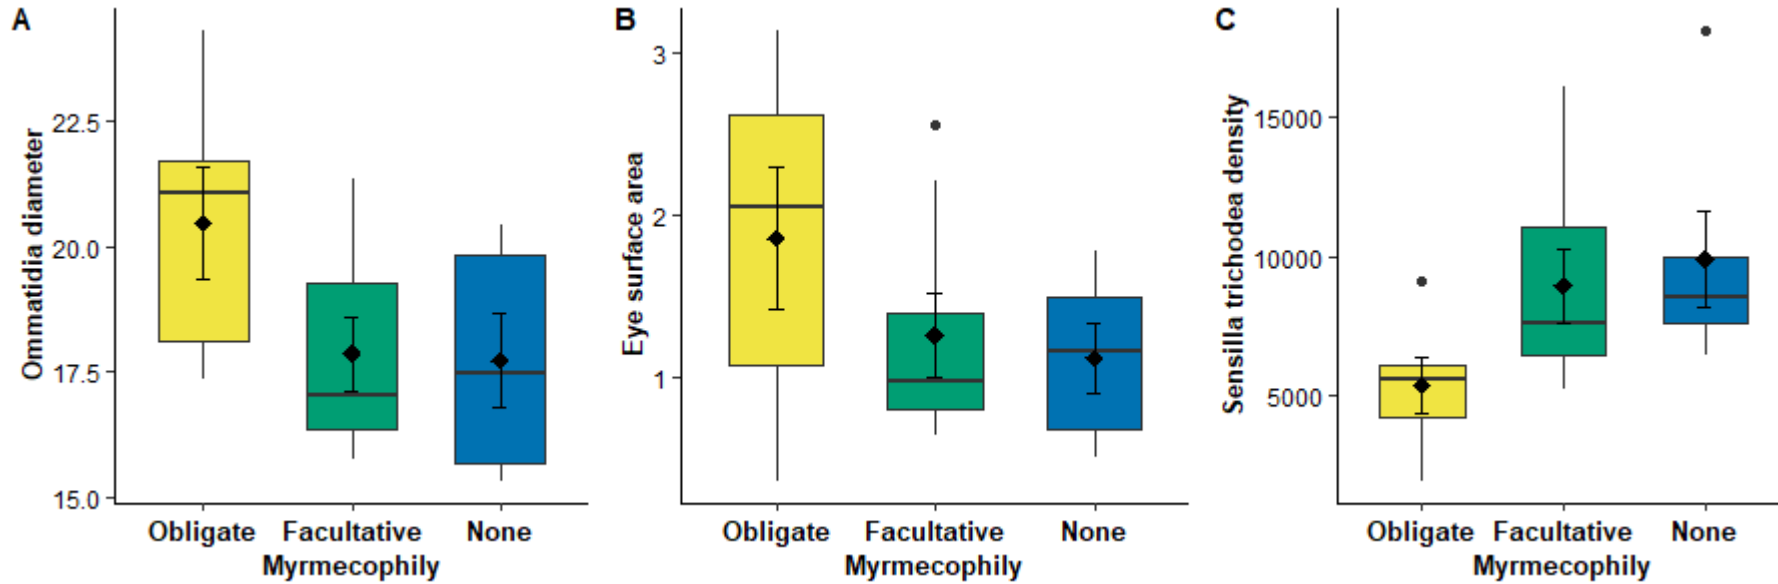 A
Ommatidia diameter
22.5
20.0
17.5
15.0
Obligate Facultative None
Myrmecophily
B
Eye surface area
3
2
1
Obligate Facultative None
Myrmecophily
C
Sensilla trichodea density
15000
10000
5000
Obligate Facultative None
Myrmecophily